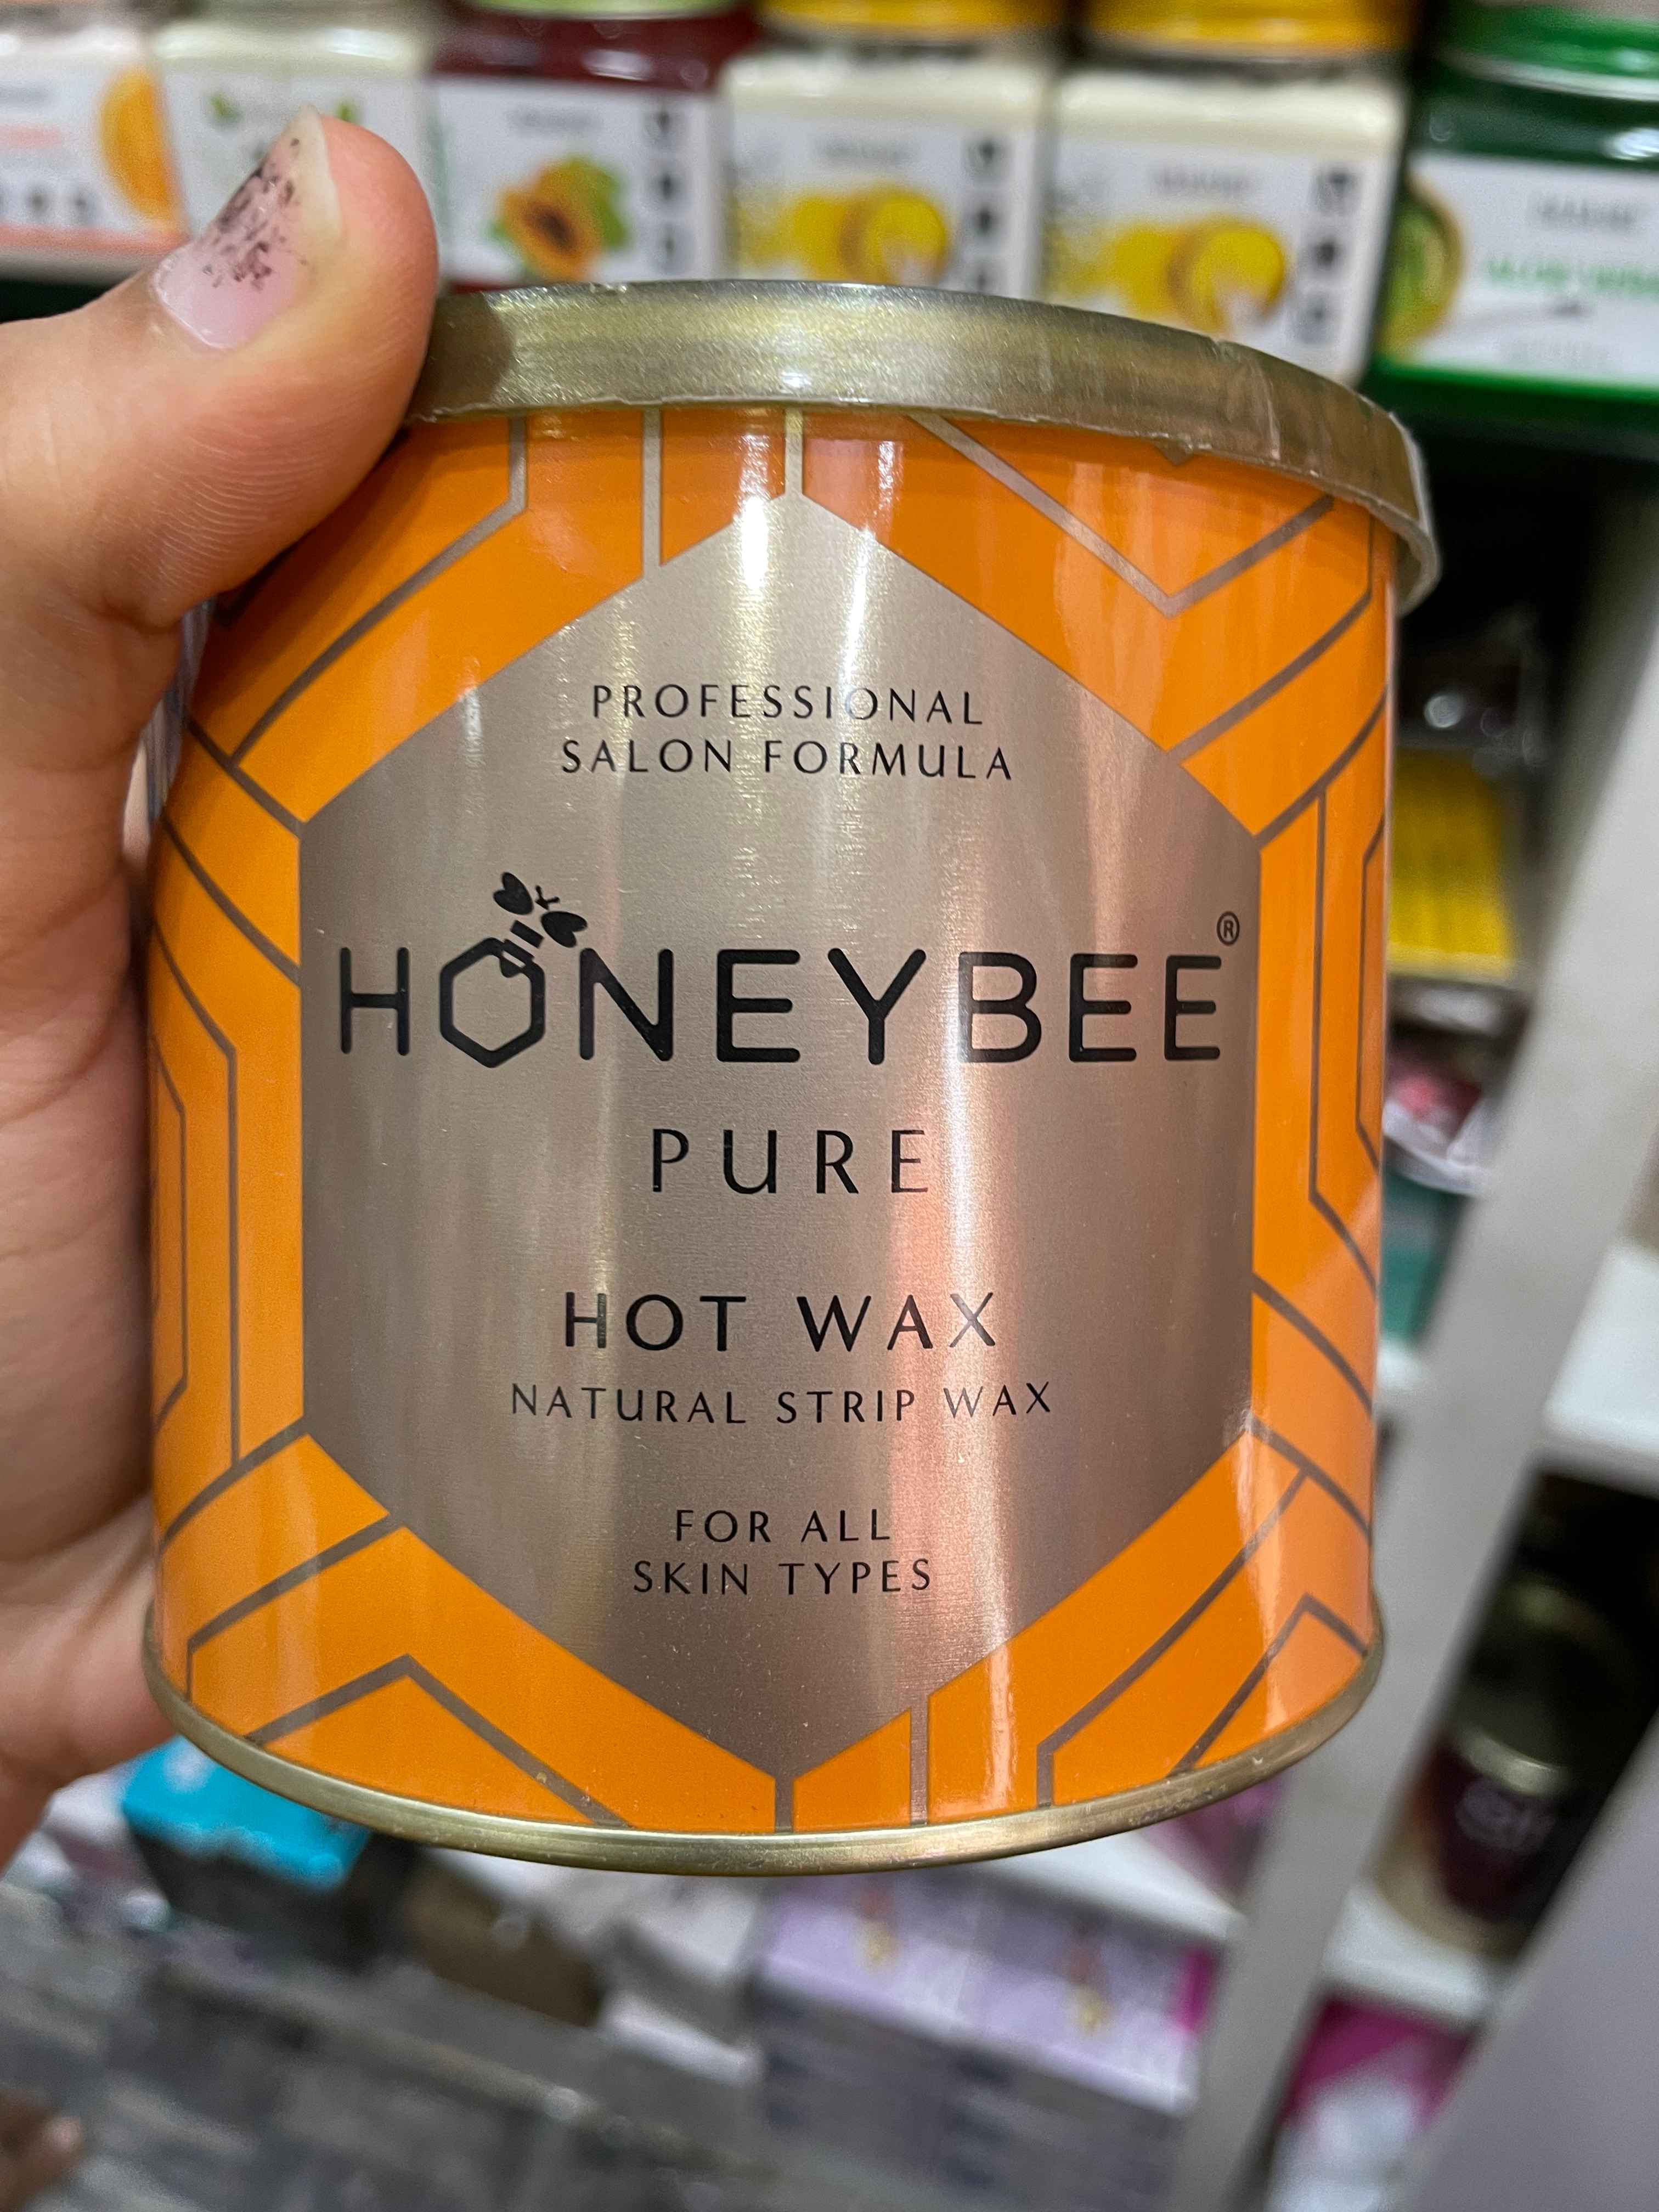 PROFESSIONAL
SALON FORMULA
HONEYBEE®
PURE
HOT WAX
NATURAL STRIP WAX
FOR ALL
SKIN TYPES